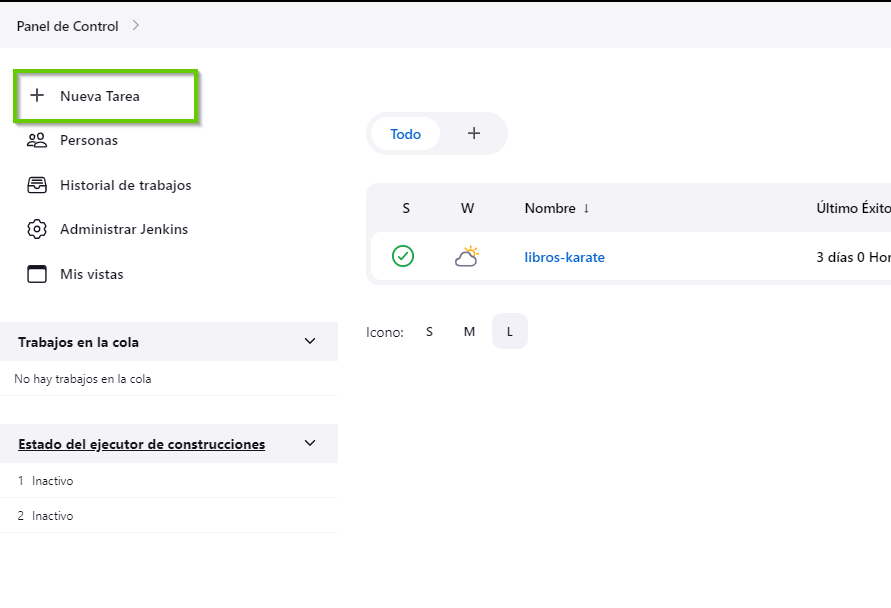 Panel de Control
Nueva Tarea
Personas
Historial de trabajos
Administrar Jenkins
Mis vistas
Trabajos en la cola
No hay trabajos en la cola
Estado del ejecutor de construcciones
1 Inactivo
2 Inactivo
Todo
S W Nombre ↓ Último Éxito
libros-karate 3 días 0 Hor
Icono: S M L